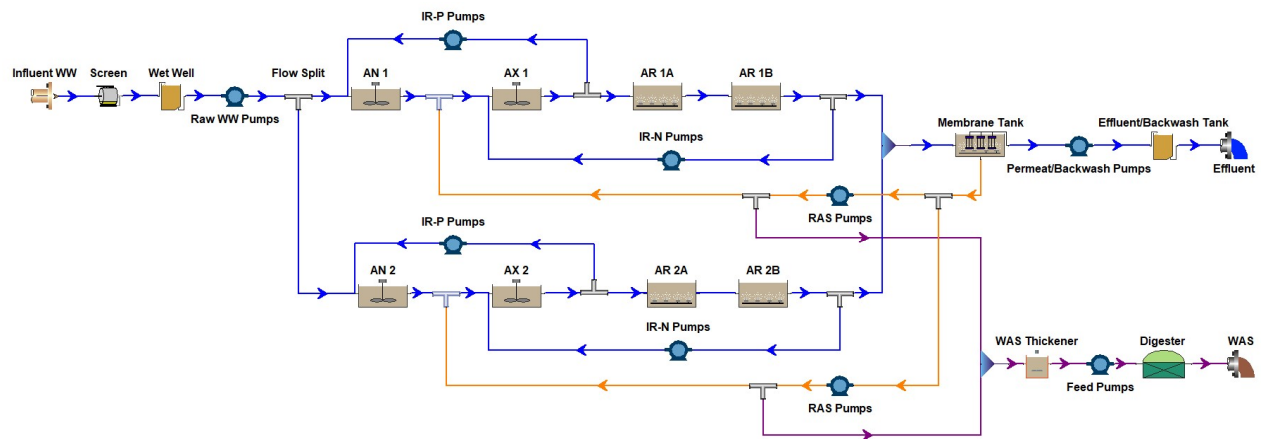 IR-P Pumps
Influent WW
Screen
Wet Well
Flow Split
AN 1
AX 1
AR 1A
AR 1B
Raw WW Pumps
Membrane Tank
Effluent/Backwash Tank
IR-N Pumps
Permeat/Backwash Pumps
Effluent
RAS Pumps
IR-P Pumps
AN 2
AX 2
AR 2A
AR 2B
IR-N Pumps
WAS Thickener
Digester
WAS
Feed Pumps
RAS Pumps